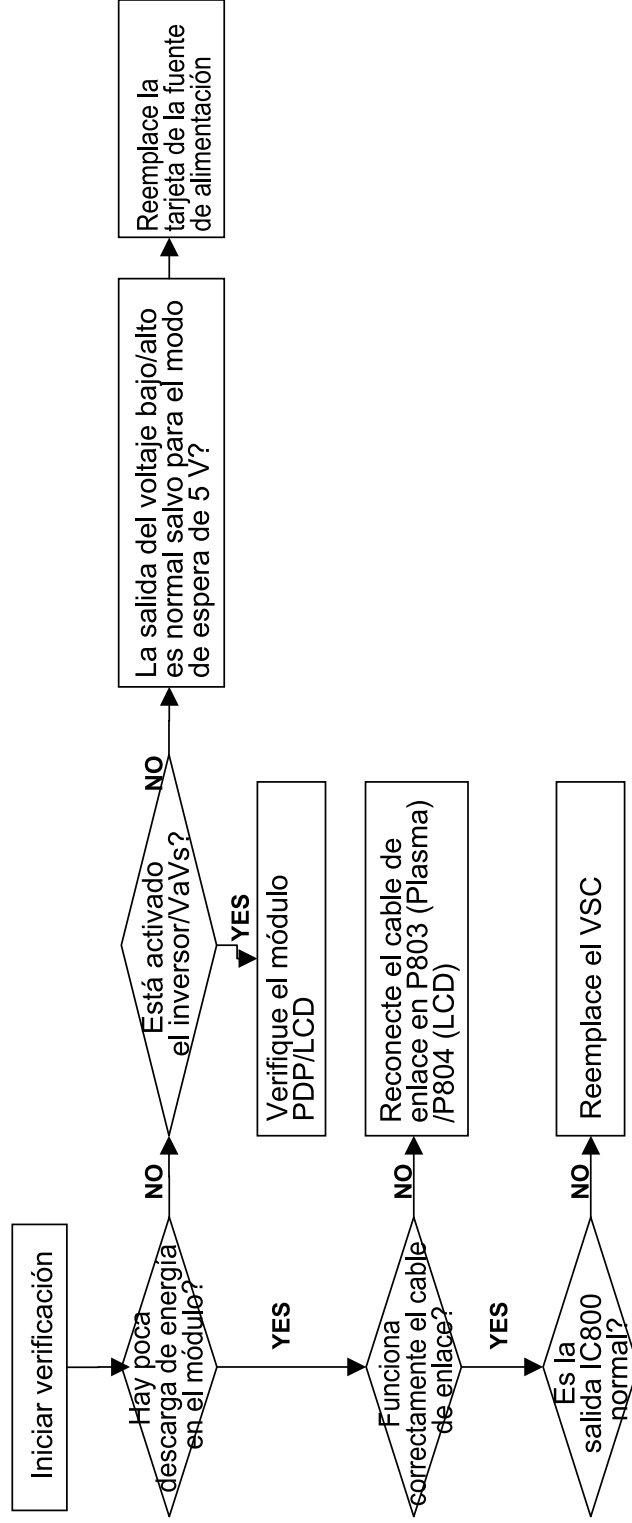 Iniciar verificación
Hay poca
descarga de energía
en el módulo?
NO
Está activado
el inversor/VaVs?
NO
La salida del voltaje bajo/alto
es normal salvo para el modo
de espera de 5 V?
Reemplace la
tarjeta de la fuente
de alimentación
YES
Verifique el módulo
PDP/LCD
YES
Funciona
correctamente el cable
de enlace?
NO
Reconecte el cable de
enlace en P803 (Plasma)
/P804 (LCD)
YES
Es la
salida IC800
normal?
NO
Reemplace el VSC